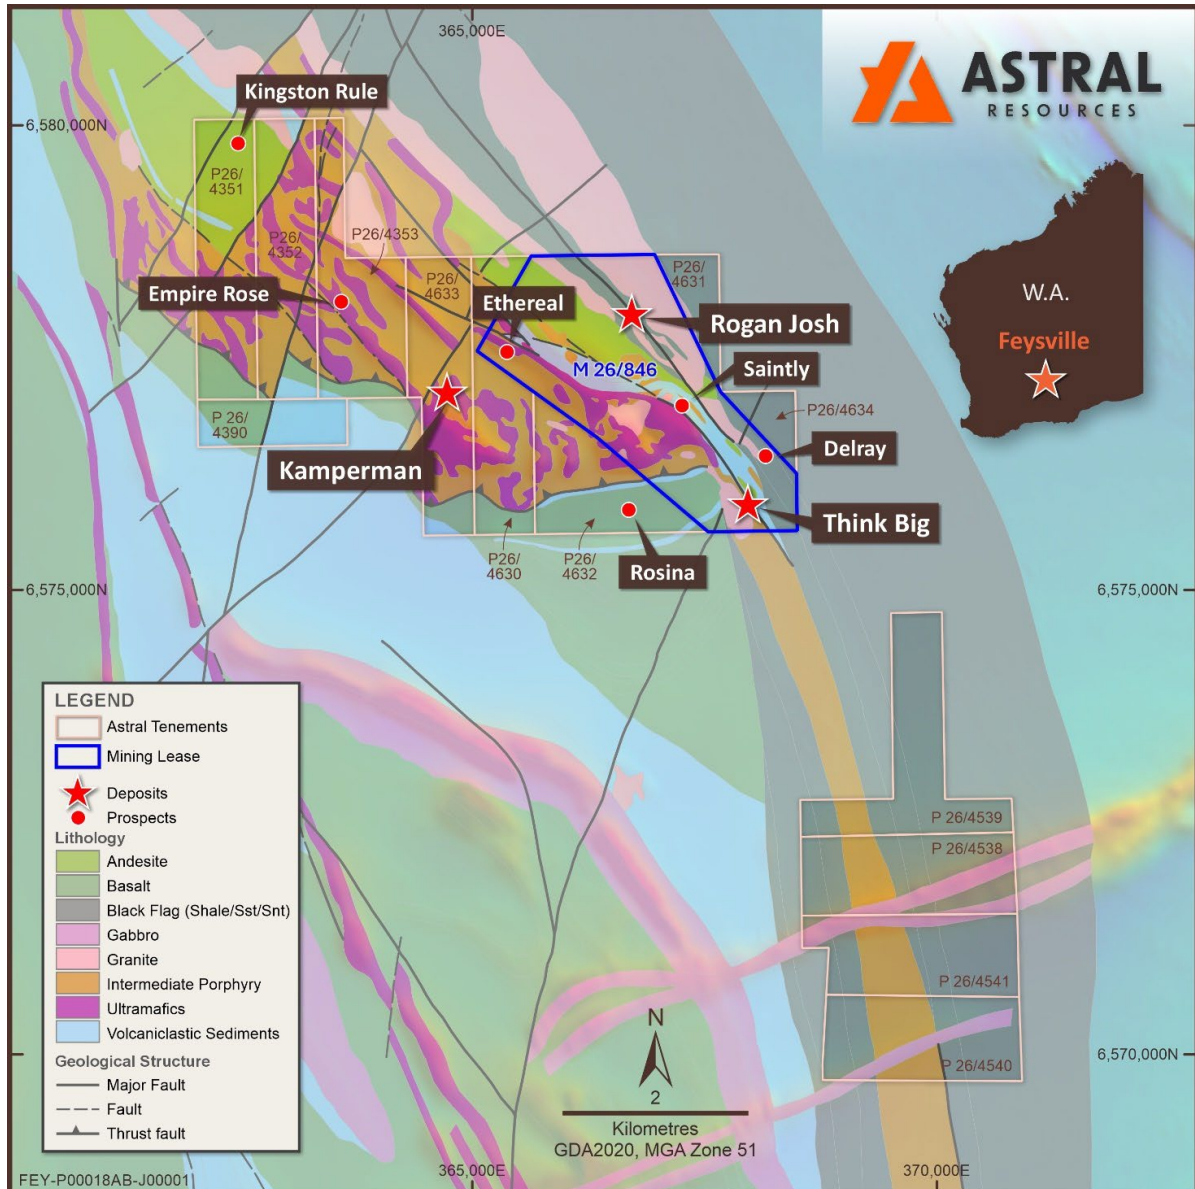 365,000E
ASTRAL
RESOURCES
Kingston Rule
6,580,000N
P26/
4351
P26/
4352
P26/4353
P26/
4633
P26/
4631
Empire Rose
Ethereal
Rogan Josh
W.A.
Feysville
M 26/846
Saintly
P26/4634
P 26/
4390
Kamperman
Delray
Think Big
P26/
4630
P26/
4632
Rosina
6,575,000N
6,575,000N
LEGEND
Astral Tenements
Mining Lease
Deposits
Prospects
Lithology
Andesite
Basalt
Black Flag (Shale/Sst/Snt)
Gabbro
Granite
Intermediate Porphyry
Ultramafics
Volcaniclastic Sediments
Geological Structure
Major Fault
Fault
Thrust fault
P 26/4539
P 26/4538
P 26/4541
P 26/4540
N
2
Kilometres
GDA2020, MGA Zone 51
6,570,000N
FEY-P00018AB-J00001
365,000E
370,000E